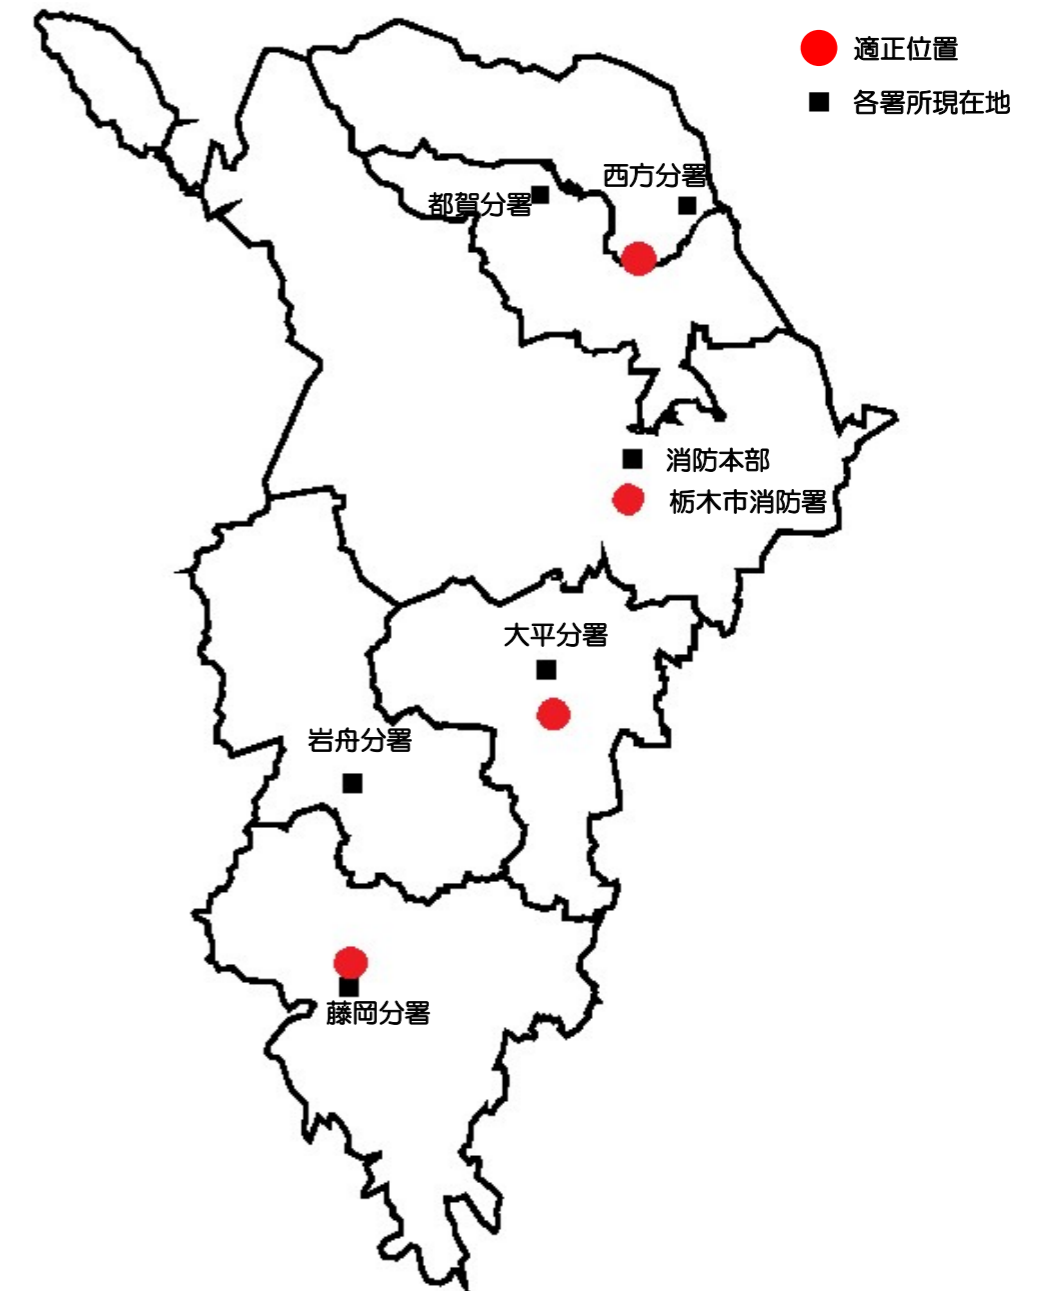 適正位置
各署所現在地
西方分署
都賀分署
消防本部
栃木市消防署
大平分署
岩舟分署
藤岡分署